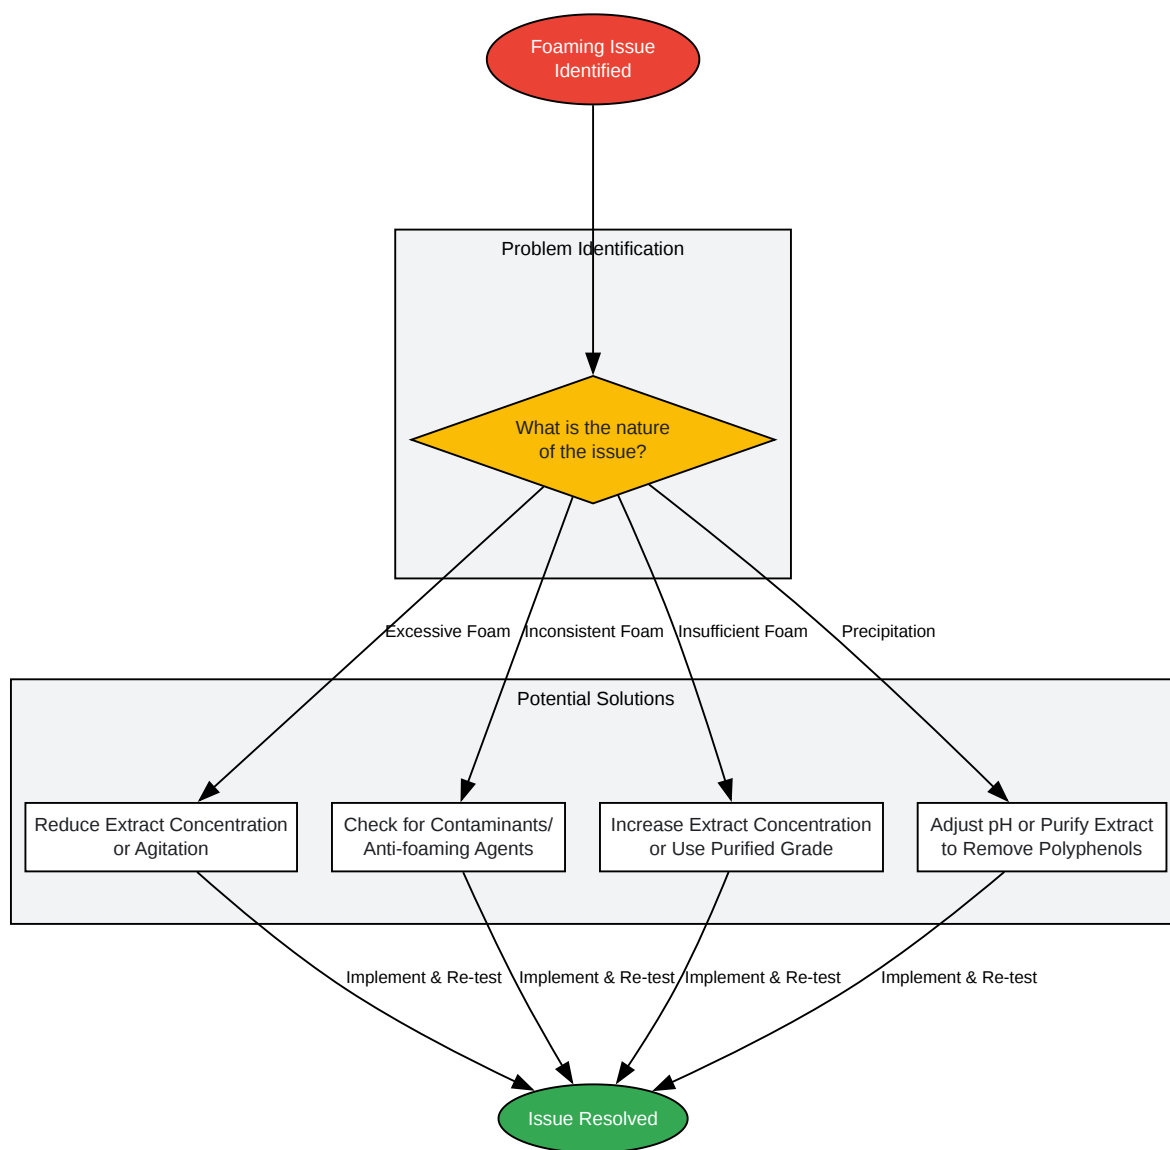 Foaming Issue
Identified
Problem Identification
What is the nature
of the issue?
Excessive Foam
Inconsistent Foam
Insufficient Foam
Precipitation
Potential Solutions
Reduce Extract Concentration
or Agitation
Check for Contaminants/
Anti-foaming Agents
Increase Extract Concentration
or Use Purified Grade
Adjust pH or Purify Extract
to Remove Polyphenols
Implement & Re-test
Implement & Re-test
Implement & Re-test
Implement & Re-test
Issue Resolved